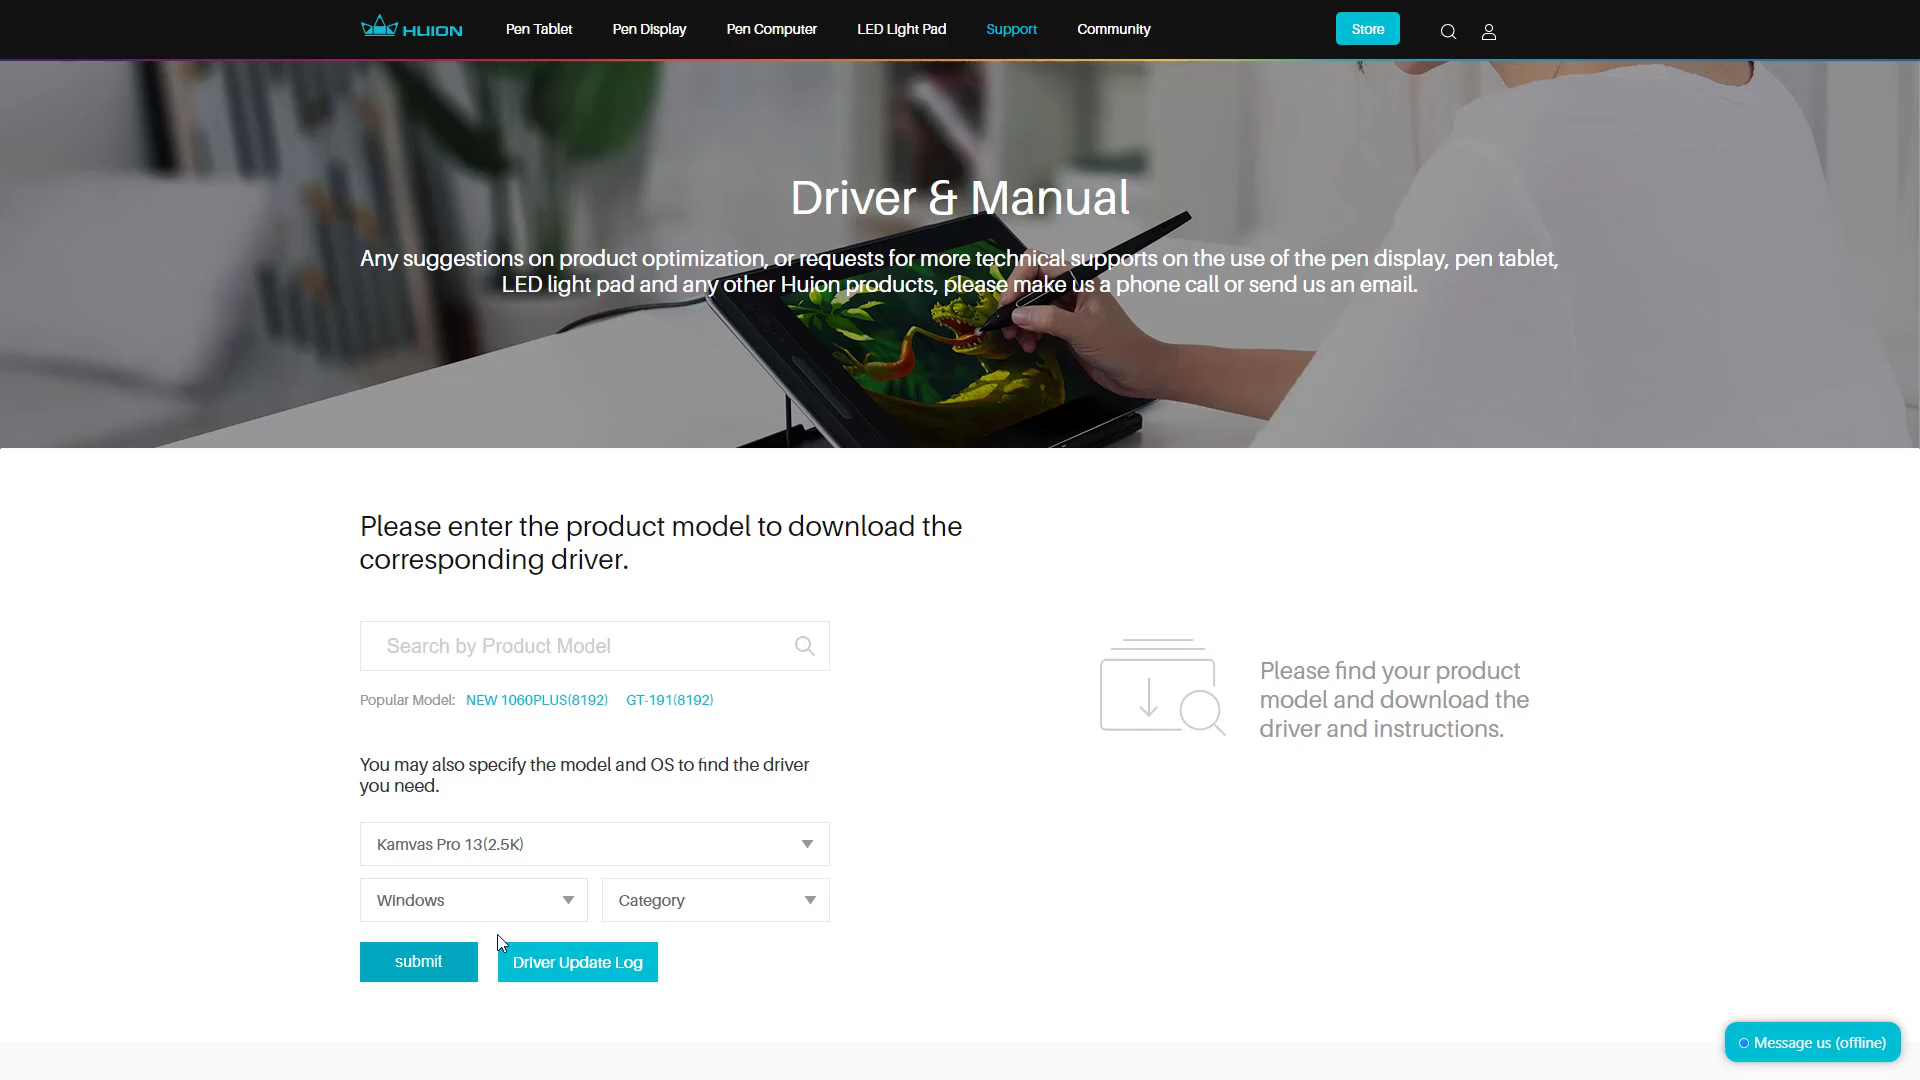 HUION Pen Tablet Pen Display Pen Computer LED Light Pad Support Community Store
Driver & Manual
Any suggestions on product optimization, or requests for more technical supports on the use of the pen display, pen tablet,
LED light pad and any other Huion products, please make us a phone call or send us an email.
Please enter the product model to download the
corresponding driver.
Search by Product Model
Popular Model: NEW 1060PLUS(8192) GT-191(8192)
Please find your product
model and download the
driver and instructions.
You may also specify the model and OS to find the driver
you need.
Kamvas Pro 13(2.5K)
Windows Category
submit Driver Update Log
Message us (offline)